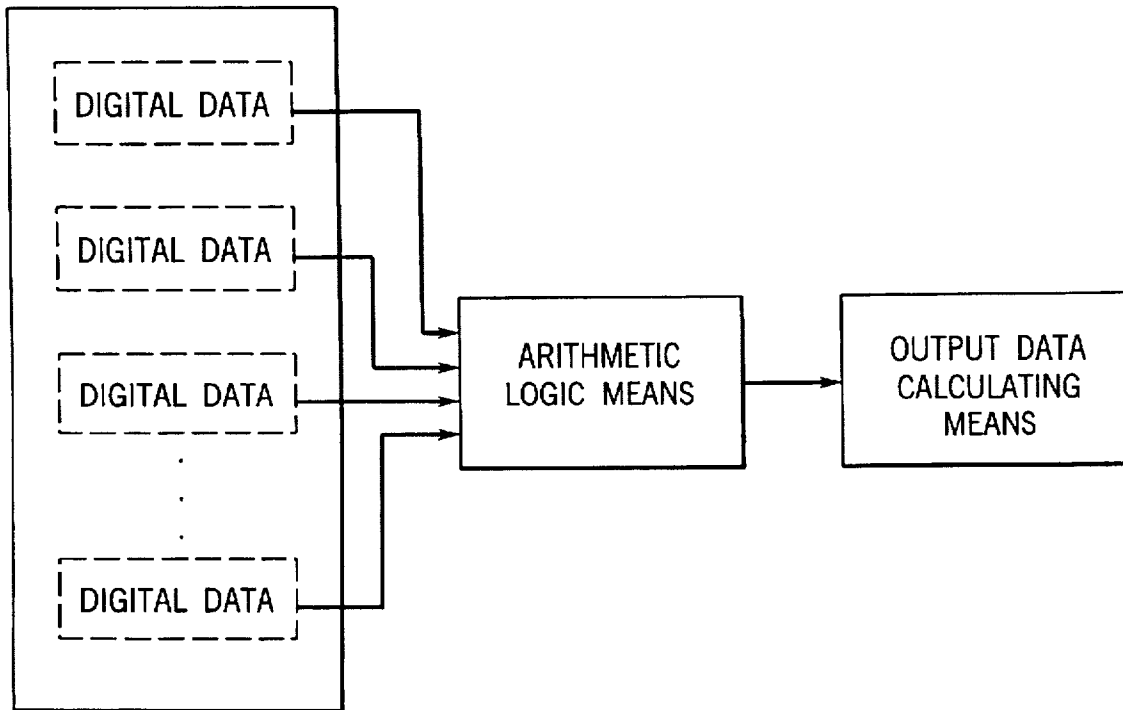 DIGITAL DATA
DIGITAL DATA
DIGITAL DATA
DIGITAL DATA
ARITHMETIC
LOGIC MEANS
OUTPUT DATA
CALCULATING
MEANS